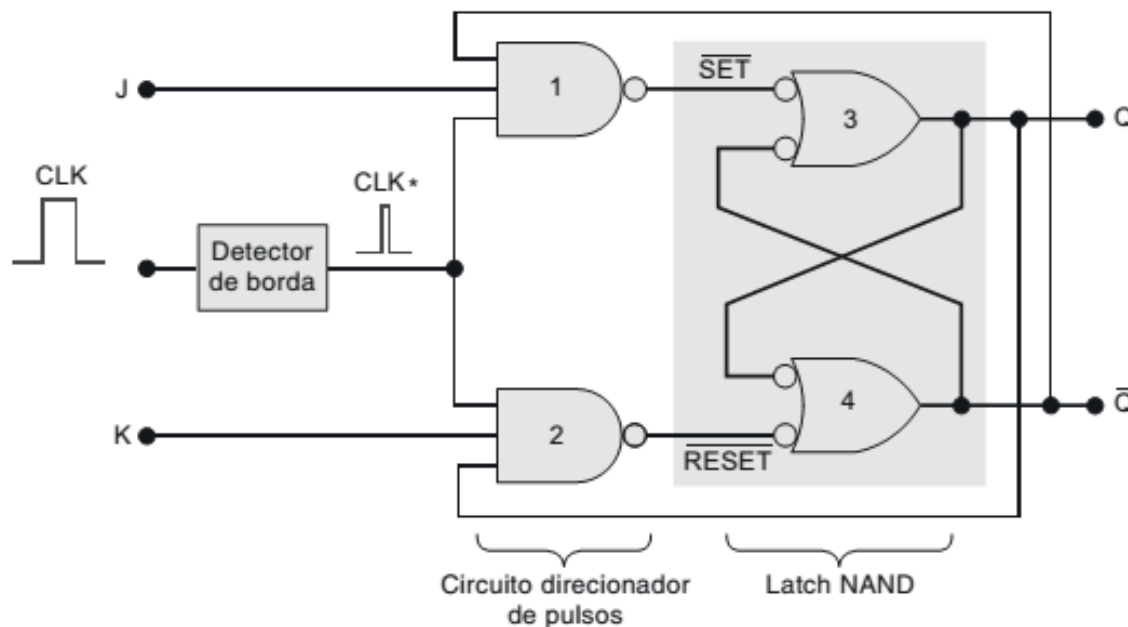 J
1
SET
3
Q
CLK
CLK*
Detector
de borda
K
2
RESET
4
Q
Circuito direcionador
de pulsos
Latch NAND